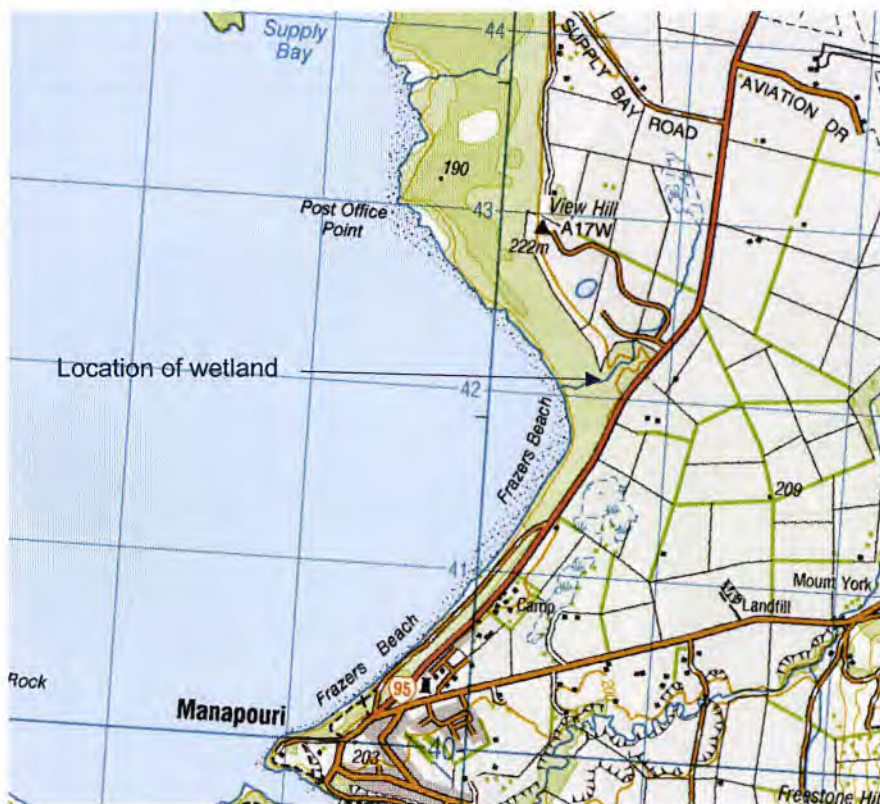 44
Supply
Bay
SUPPLY BAY ROAD
AVIATION DR
190
43
Post Office
Point
View Hill
A17W
222m
Location of wetland
42
Frazers Beach
209
41
Mount York
Camp
Landfill
Frazers Beach
Rock
95
Manapouri
40
203
Freestone Hil